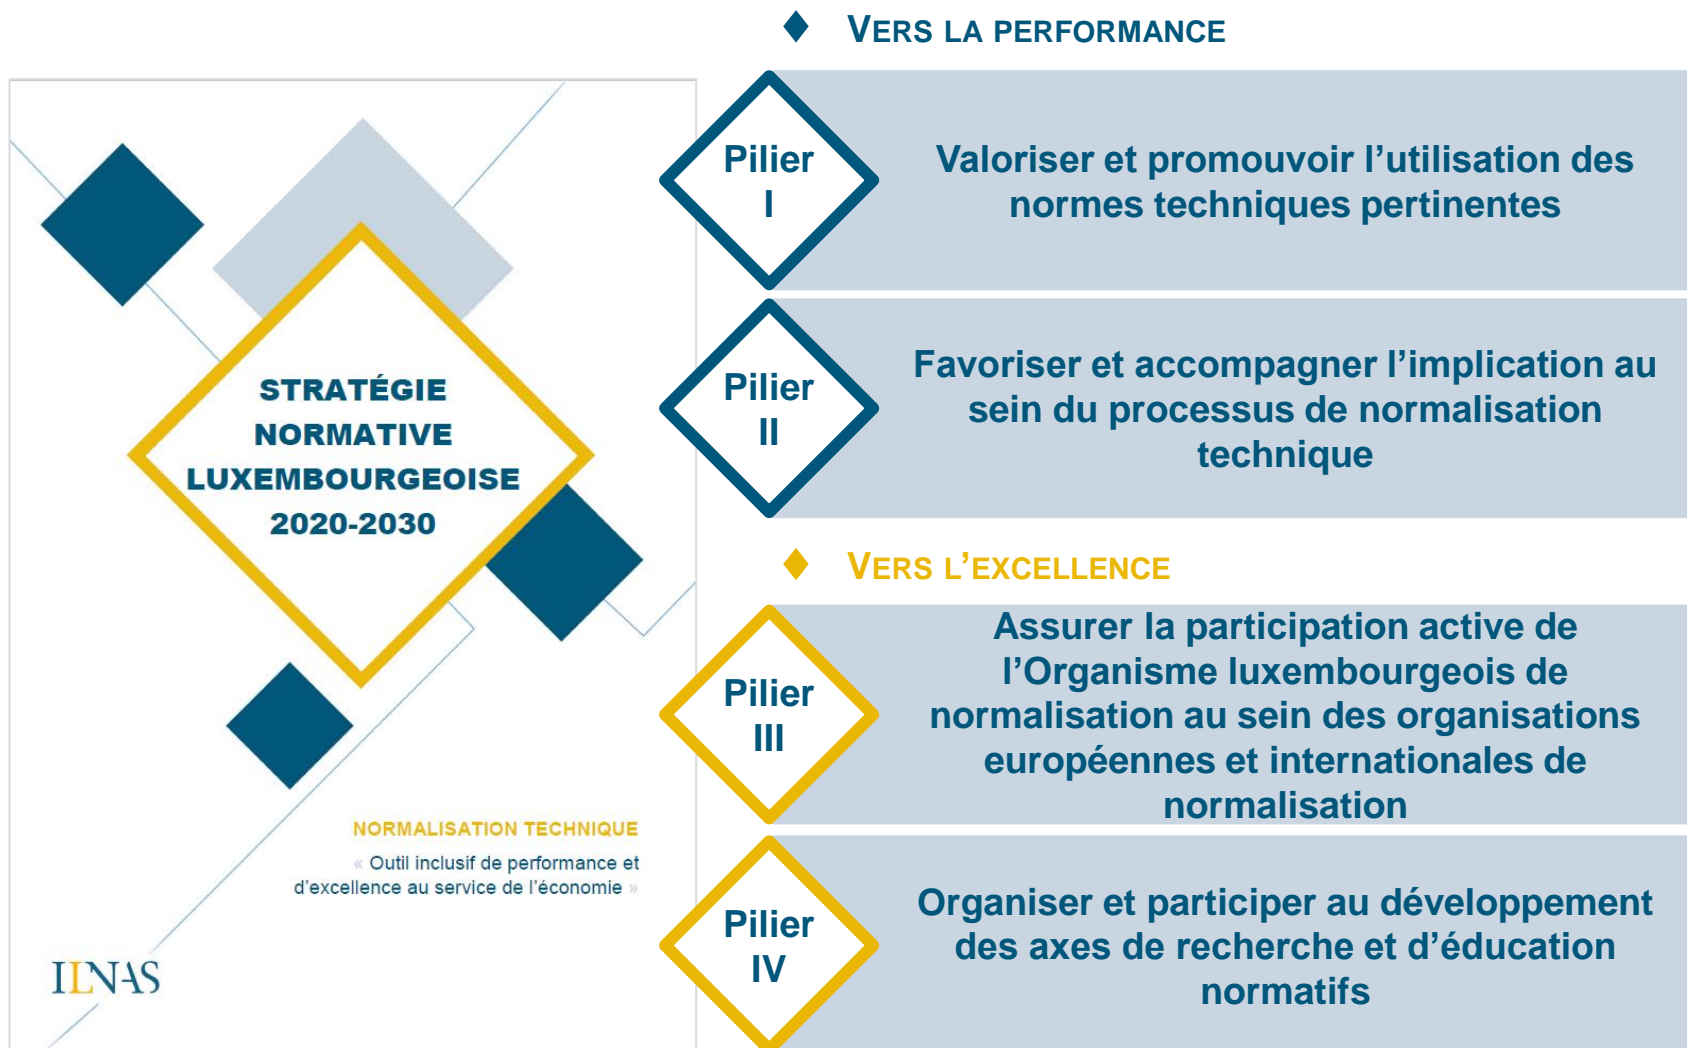 STRATÉGIE
NORMATIVE
LUXEMBOURGEOISE
2020-2030
NORMALISATION TECHNIQUE
« Outil inclusif de performance et
d'excellence au service de l'économie »
ILNAS
VERS LA PERFORMANCE
Pilier
I
Valoriser et promouvoir l’utilisation des
normes techniques pertinentes
Pilier
II
Favoriser et accompagner l’implication au
sein du processus de normalisation
technique
VERS L’EXCELLENCE
Pilier
III
Assurer la participation active de
l’Organisme luxembourgeois de
normalisation au sein des organisations
européennes et internationales de
normalisation
Pilier
IV
Organiser et participer au développement
des axes de recherche et d’éducation
normatifs